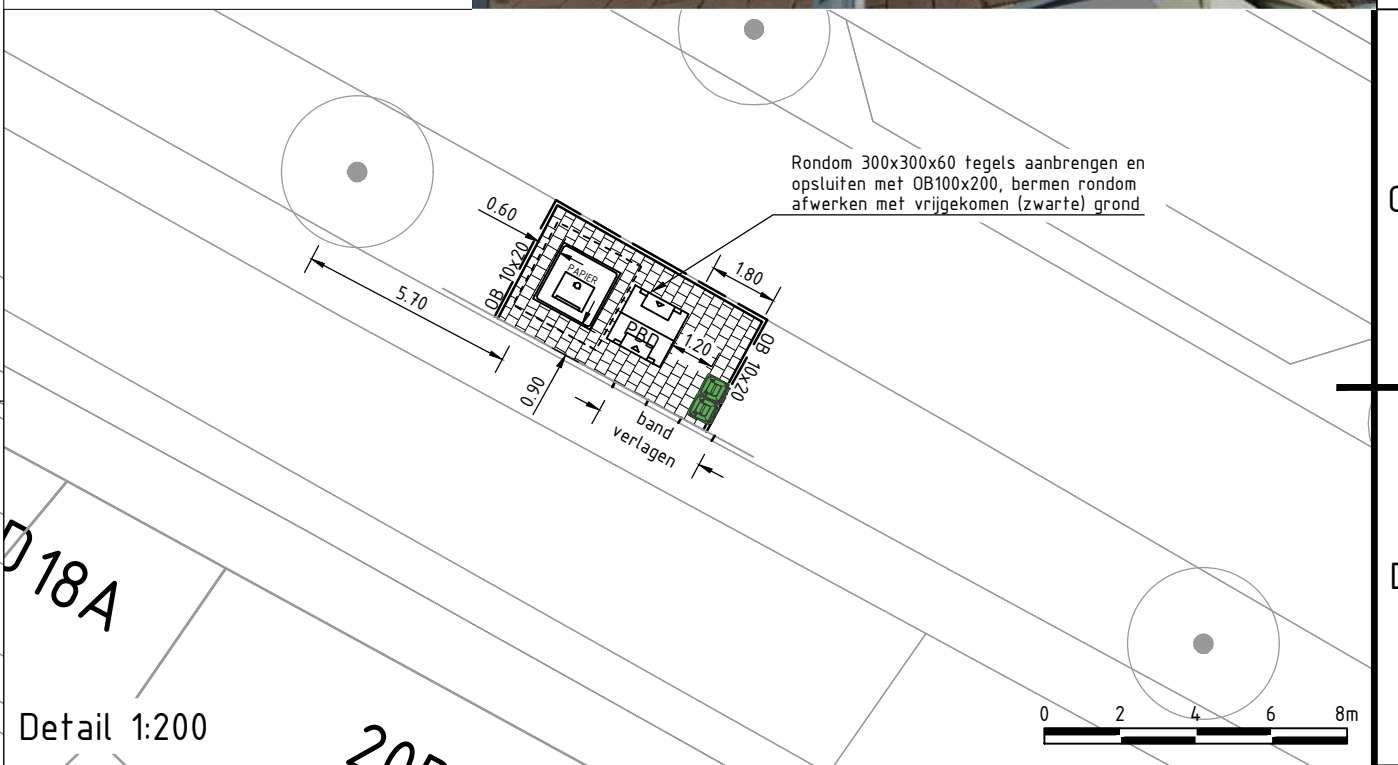 Rondom 300x300x60 tegels aanbrengen en
opsluiten met OB100x200, bermen rondom
afwerken met vrijgekomen (zwarte) grond
0.60
OB 10x20
PAPIER
1.80
5.70
PBD
1.20
OB 10x20
0.90
band
verlagen
D 18A
Detail 1:200
0 2 4 6 8m